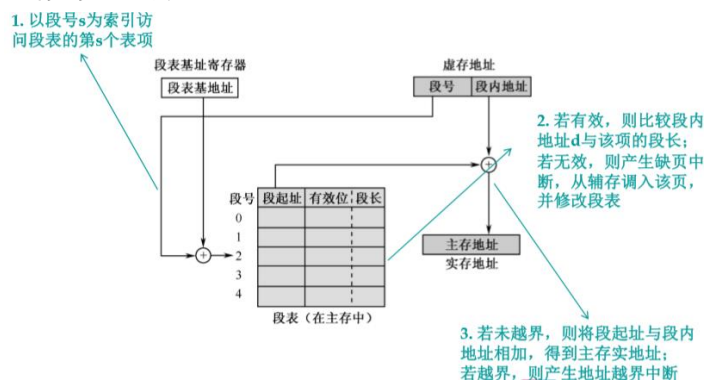 1. 以段号s为索引访
问段表的第s个表项
段表基址寄存器
段表基地址
虚存地址
段号 段内地址
2. 若有效，则比较段内
地址d与该项的段长；
若无效，则产生缺页中
断，从辅存调入该页，
并修改段表
段号 段起址 有效位 段长
0
1
2
3
4
段表（在主存中）
主存地址
实存地址
3. 若未越界，则将段起址与段内
地址相加，得到主存实地址；
若越界，则产生地址越界中断